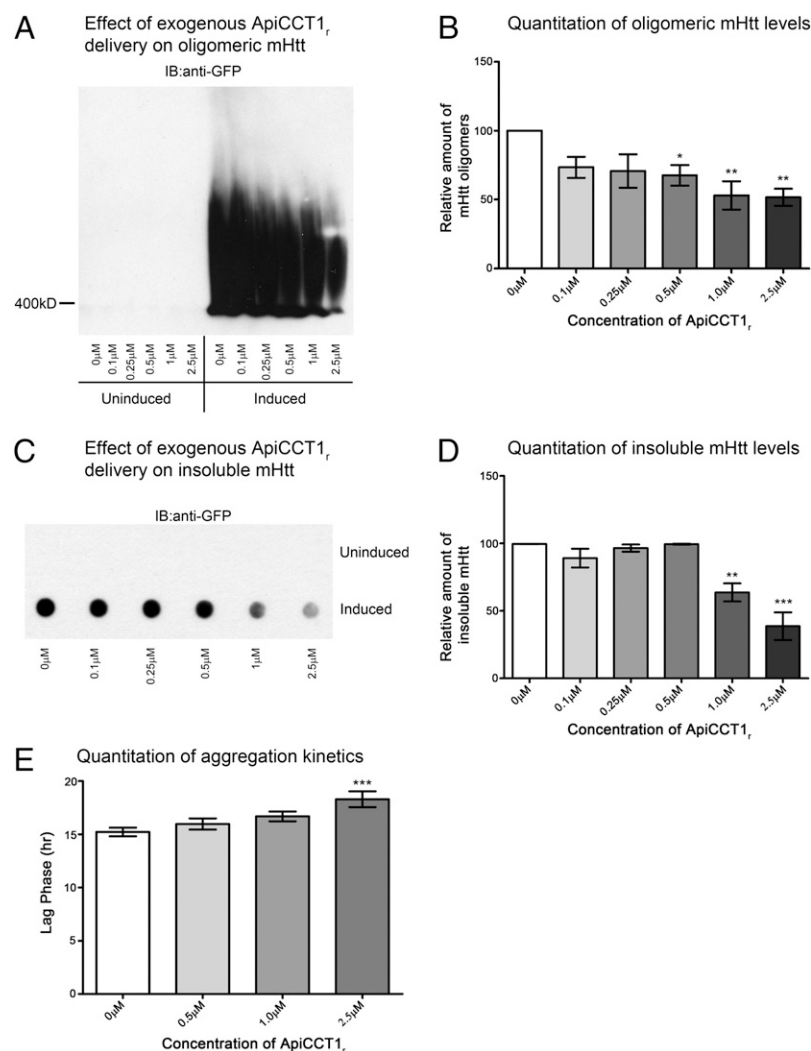 A
Effect of exogenous ApiCCT1r
delivery on oligomeric mHtt
IB:anti-GFP
400kD
0μM 0.1μM 0.25μM 0.5μM 1μM 2.5μM 0μM 0.1μM 0.25μM 0.5μM 1μM 2.5μM
Uninduced Induced
B
Quantitation of oligomeric mHtt levels
Relative amount of
mHtt oligomers
150
100
50
0
* ** **
0μM 0.1μM 0.25μM 0.5μM 1.0μM 2.5μM
Concentration of ApiCCT1r
C
Effect of exogenous ApiCCT1r
delivery on insoluble mHtt
IB:anti-GFP
Uninduced
Induced
0μM 0.1μM 0.25μM 0.5μM 1μM 2.5μM
D
Quantitation of insoluble mHtt levels
Relative amount of
insoluble mHtt
150
100
50
0
** ***
0μM 0.1μM 0.25μM 0.5μM 1.0μM 2.5μM
Concentration of ApiCCT1r
E
Quantitation of aggregation kinetics
Lag Phase (hr)
20
15
10
5
0
***
0μM 0.5μM 1.0μM 2.5μM
Concentration of ApiCCT1r